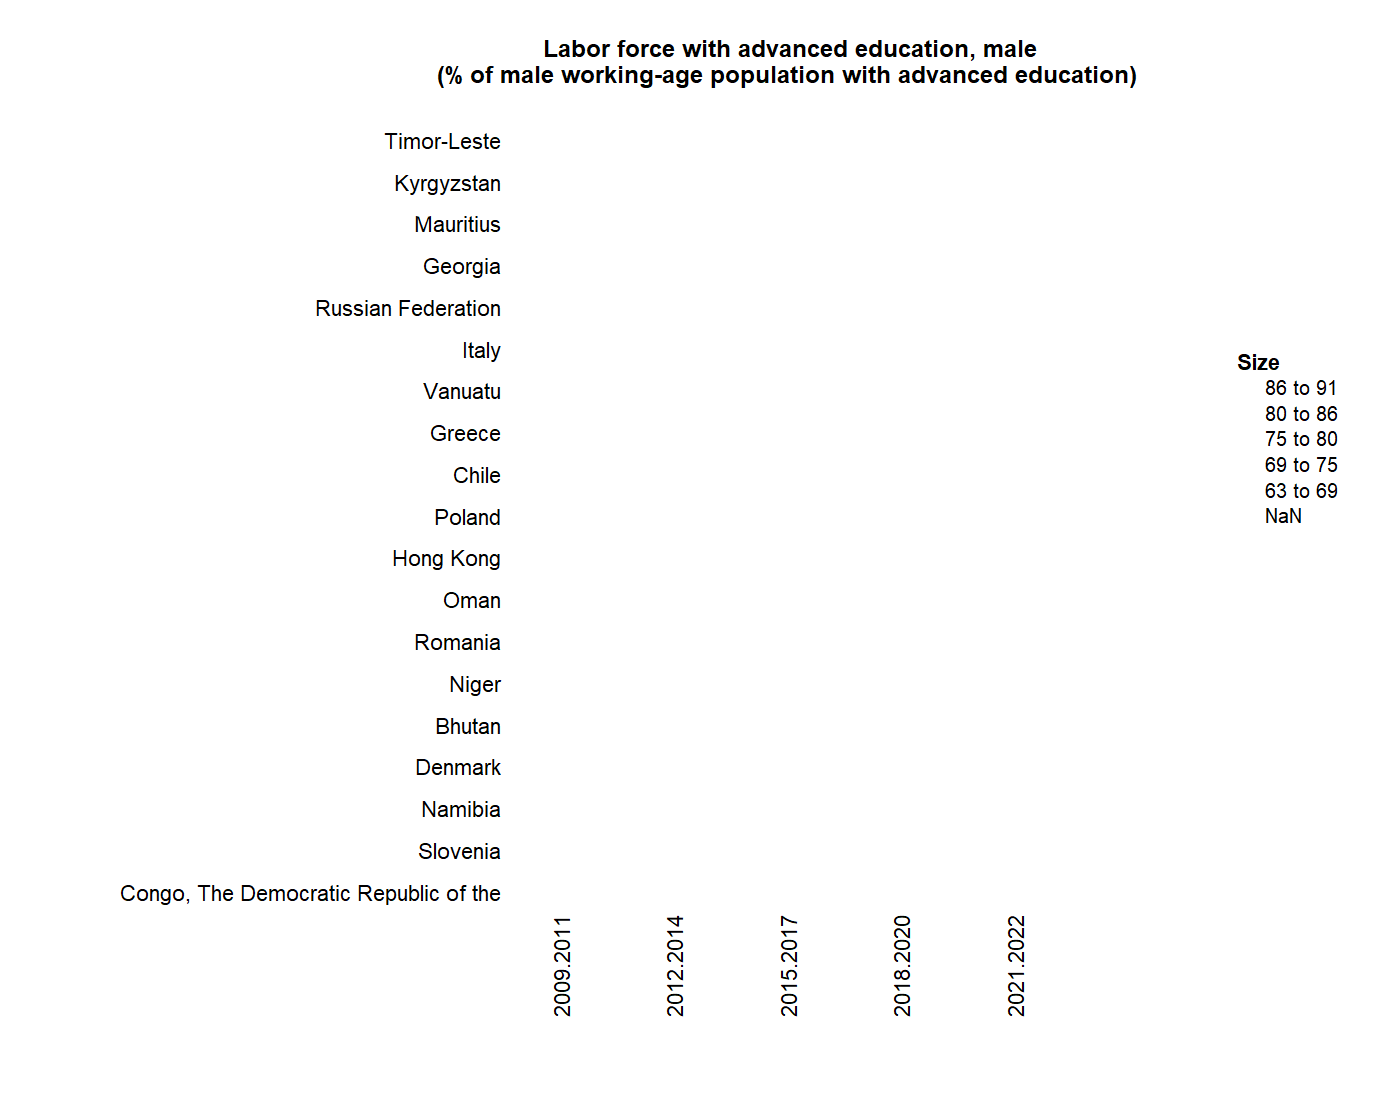 Labor force with advanced education, male
(% of male working-age population with advanced education)
Timor-Leste
Kyrgyzstan
Mauritius
Georgia
Russian Federation
Italy
Vanuatu
Greece
Chile
Poland
Hong Kong
Oman
Romania
Niger
Bhutan
Denmark
Namibia
Slovenia
Congo, The Democratic Republic of the
2009.2011
2012.2014
2015.2017
2018.2020
2021.2022
Size
86 to 91
80 to 86
75 to 80
69 to 75
63 to 69
NaN